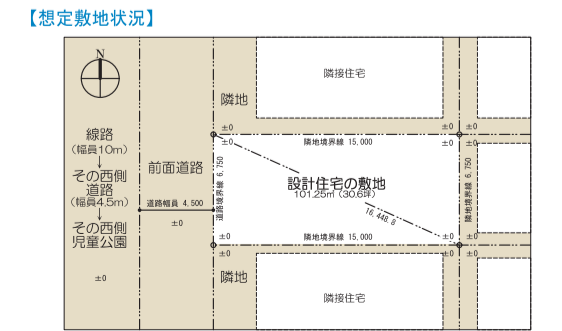 【想定敷地状況】
N
隣接住宅
隣地
±0
±0
±0
±0
±0
線路
(幅員10m)
↓
その西側
道路
(幅員4.5m)
↓
その西側
児童公園
±0
前面道路
道路幅員 4,500
±0
道路境界線 6,750
隣地境界線 15,000
設計住宅の敷地
101.25㎡ (30.6坪)
16,448.8
隣地境界線 6,750
隣地境界線 15,000
±0
±0
±0
±0
±0
±0
隣地
隣接住宅